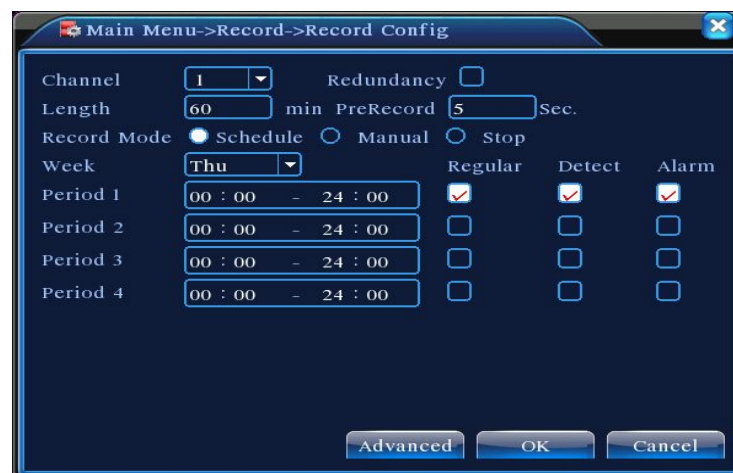 Main Menu->Record->Record Config
Channel 1 Redundancy
Length 60 min PreRecord 5 Sec.
Record Mode Schedule Manual Stop
Week Thu Regular Detect Alarm
Period 1 00 : 00 - 24 : 00
Period 2 00 : 00 - 24 : 00
Period 3 00 : 00 - 24 : 00
Period 4 00 : 00 - 24 : 00
Advanced OK Cancel